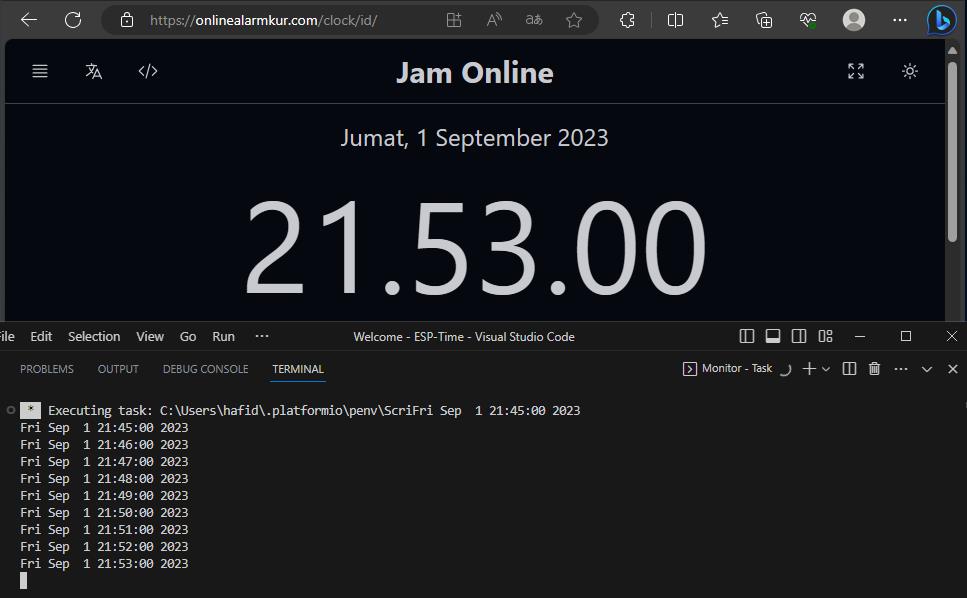 https://onlinealarmkur.com/clock/id/
Jam Online
Jumat, 1 September 2023
21.53.00
ile Edit Selection View Go Run ··· Welcome - ESP-Time - Visual Studio Code
PROBLEMS OUTPUT DEBUG CONSOLE TERMINAL Monitor - Task
* Executing task: C:\Users\hafid\.platformio\penv\ScriFri Sep  1 21:45:00 2023
Fri Sep  1 21:45:00 2023
Fri Sep  1 21:46:00 2023
Fri Sep  1 21:47:00 2023
Fri Sep  1 21:48:00 2023
Fri Sep  1 21:49:00 2023
Fri Sep  1 21:50:00 2023
Fri Sep  1 21:51:00 2023
Fri Sep  1 21:52:00 2023
Fri Sep  1 21:53:00 2023